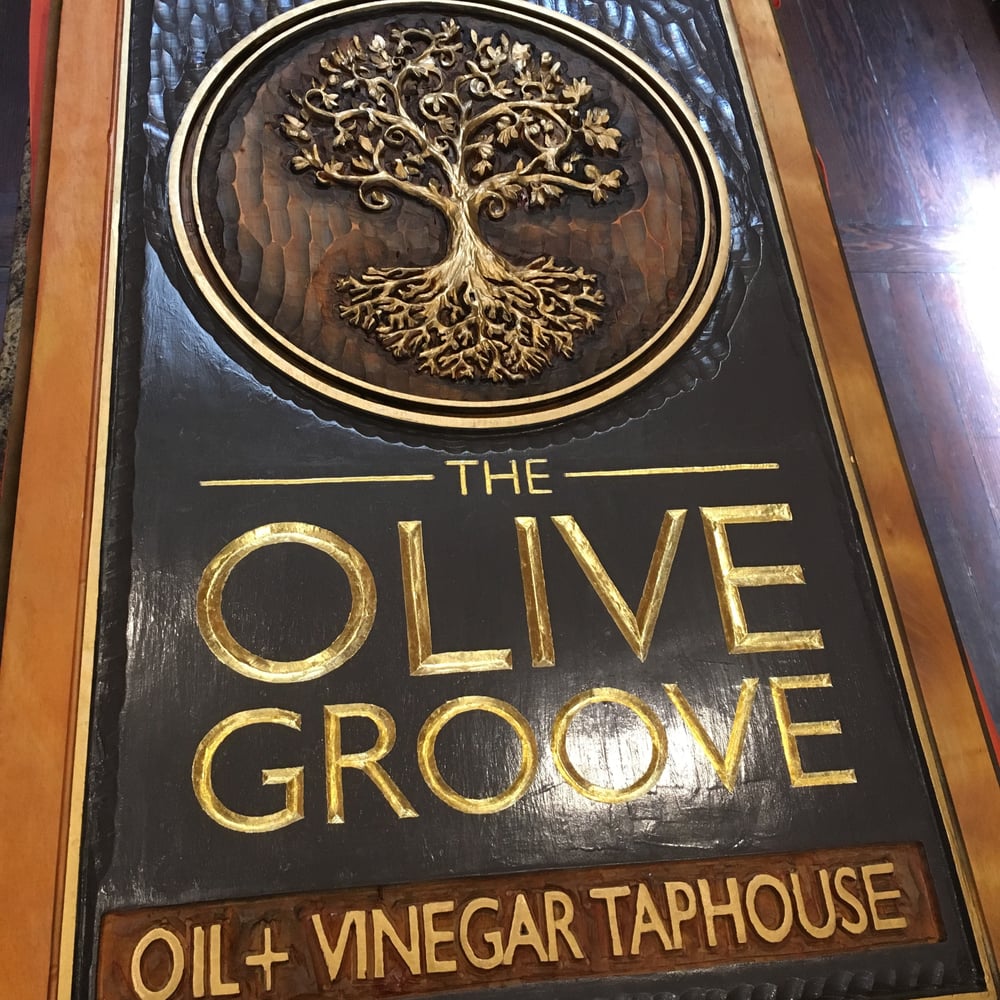 THE
OLIVE
GROOVE
OIL + VINEGAR TAPHOUSE